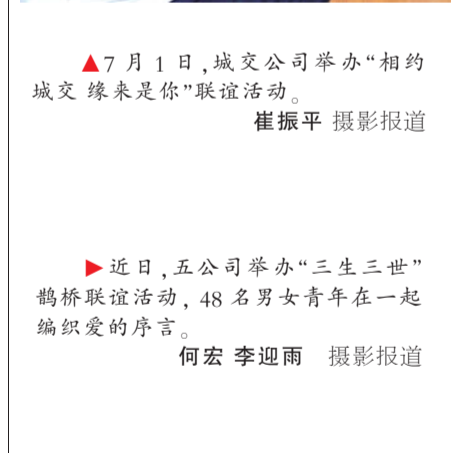 ▲7 月 1 日,城交公司举办“相约
城交 缘来是你”联谊活动。
崔振平 摄影报道
▶近日,五公司举办“三生三世”
鹊桥联谊活动, 48 名男女青年在一起
编织爱的序言。
何宏 李迎雨 摄影报道